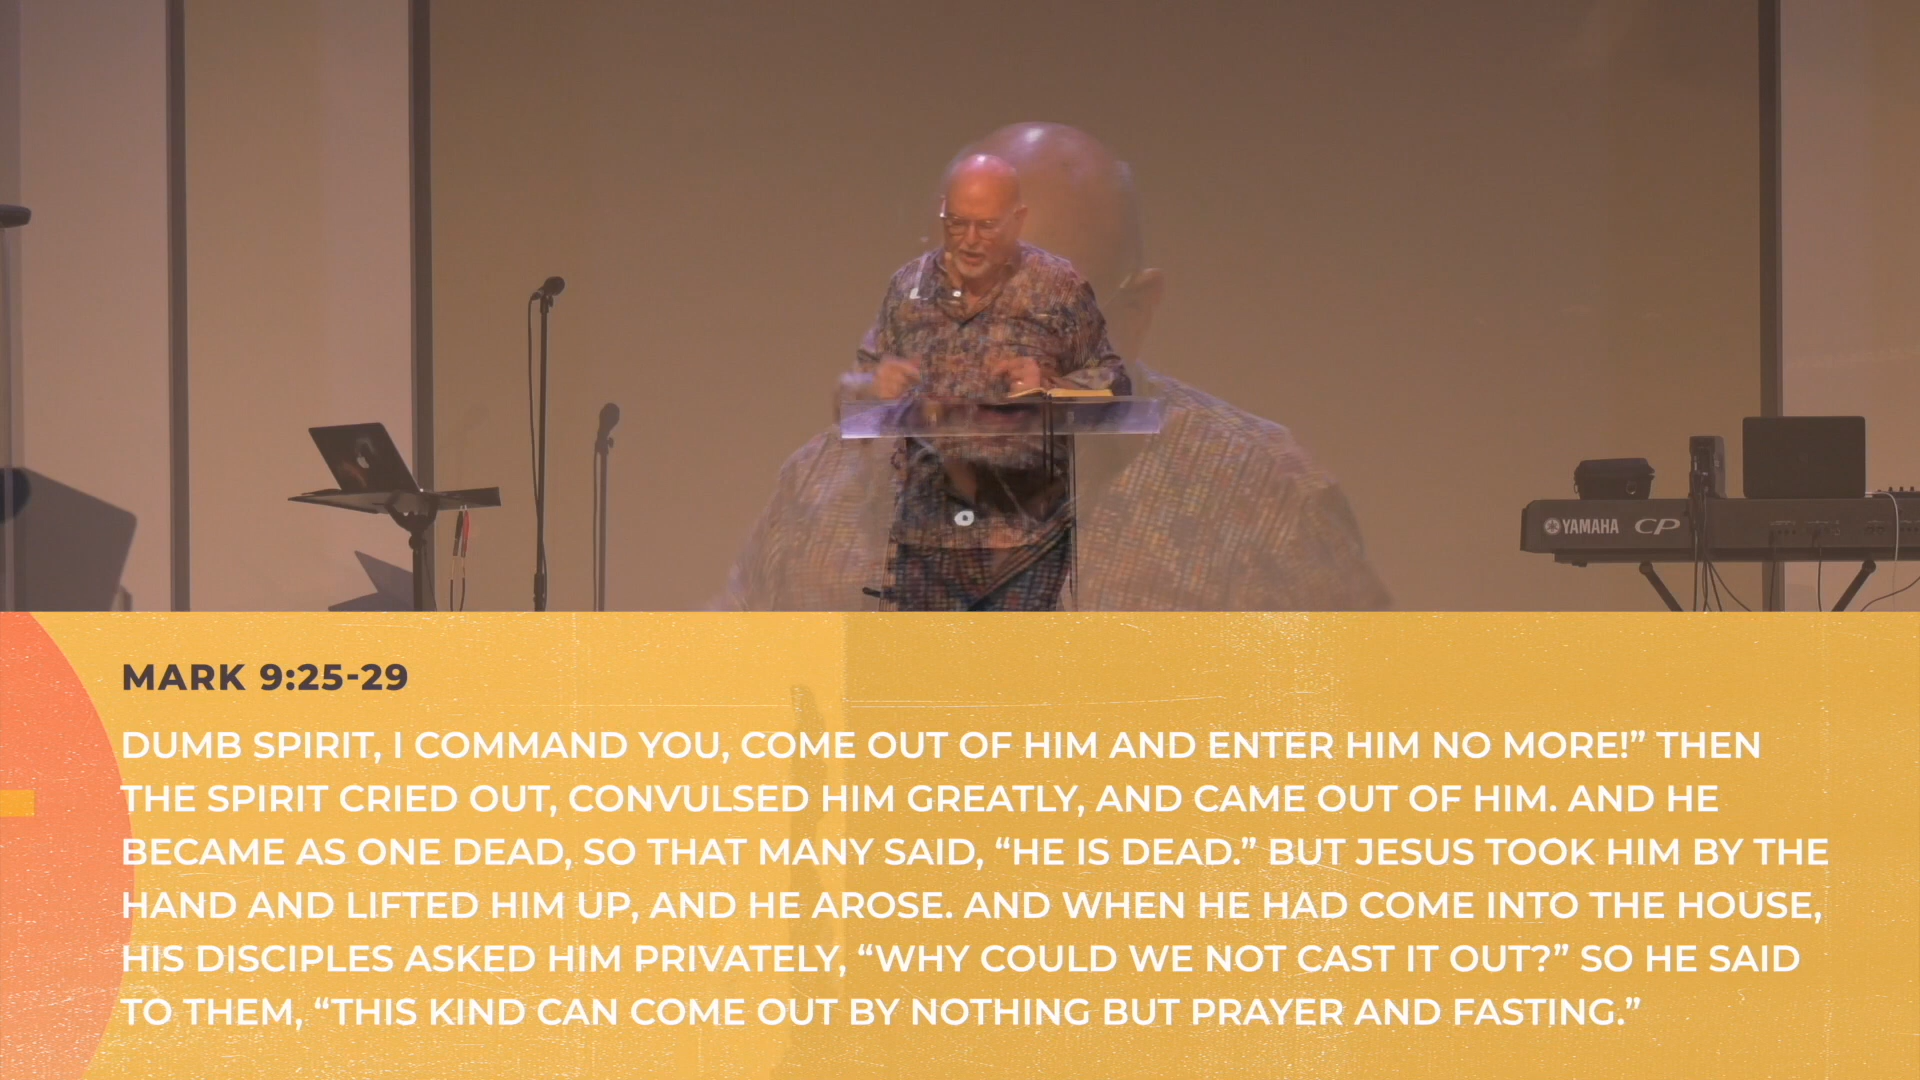 YAMAHA CP
MARK 9:25-29
DUMB SPIRIT, I COMMAND YOU, COME OUT OF HIM AND ENTER HIM NO MORE!” THEN
THE SPIRIT CRIED OUT, CONVULSED HIM GREATLY, AND CAME OUT OF HIM. AND HE
BECAME AS ONE DEAD, SO THAT MANY SAID, “HE IS DEAD.” BUT JESUS TOOK HIM BY THE
HAND AND LIFTED HIM UP, AND HE AROSE. AND WHEN HE HAD COME INTO THE HOUSE,
HIS DISCIPLES ASKED HIM PRIVATELY, “WHY COULD WE NOT CAST IT OUT?” SO HE SAID
TO THEM, “THIS KIND CAN COME OUT BY NOTHING BUT PRAYER AND FASTING.”